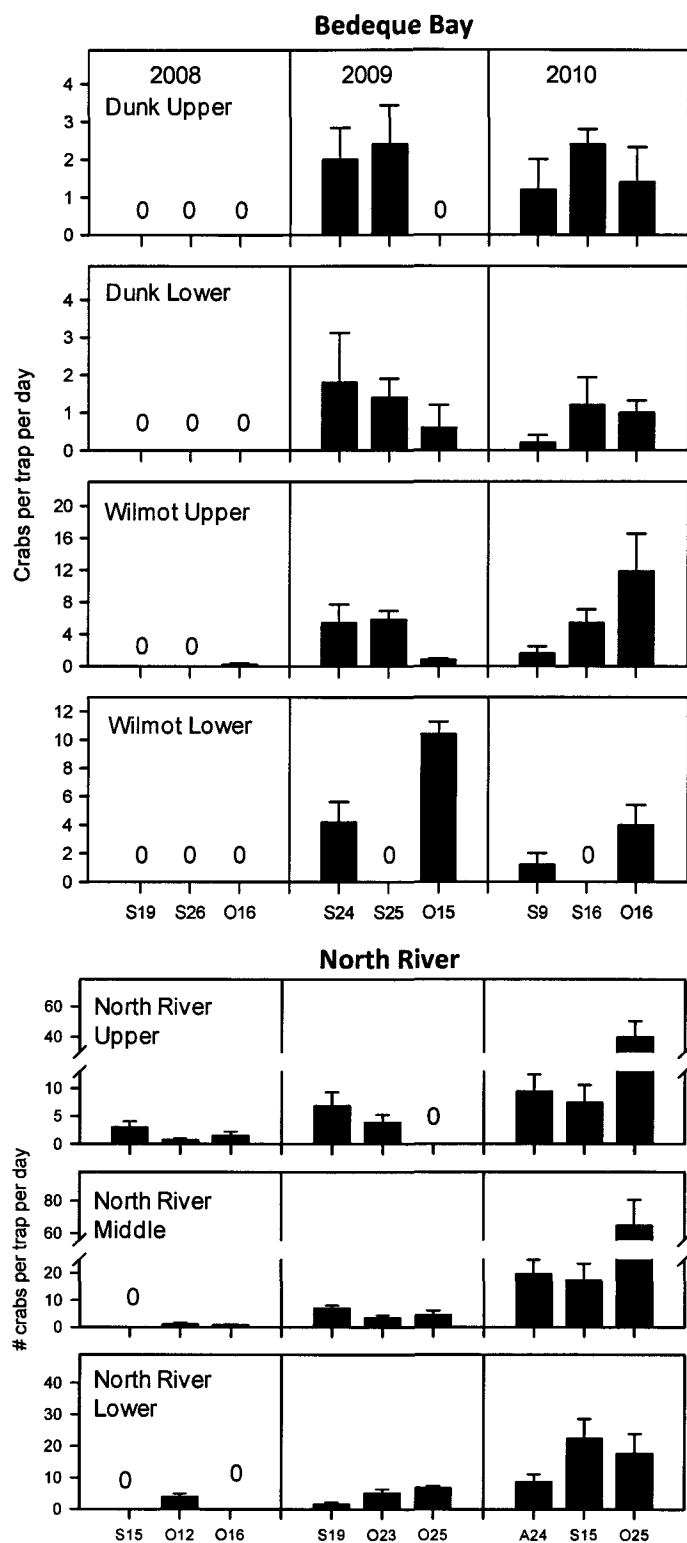 Bedeque Bay
2008 2009 2010
Dunk Upper
4
3
2
1
0
0 0 0 0
Dunk Lower
4
3
2
1
0
0 0 0
Crabs per trap per day
Wilmot Upper
20
16
12
8
4
0
0 0
Wilmot Lower
12
10
8
6
4
2
0
0 0 0 0 0
S19 S26 O16 S24 S25 O15 S9 S16 O16
North River
North River
Upper
60
40
10
5
0
0
# crabs per trap per day
North River
Middle
80
60
20
10
0
0
North River
Lower
40
30
20
10
0
0 0
S15 O12 O16 S19 O23 O25 A24 S15 O25